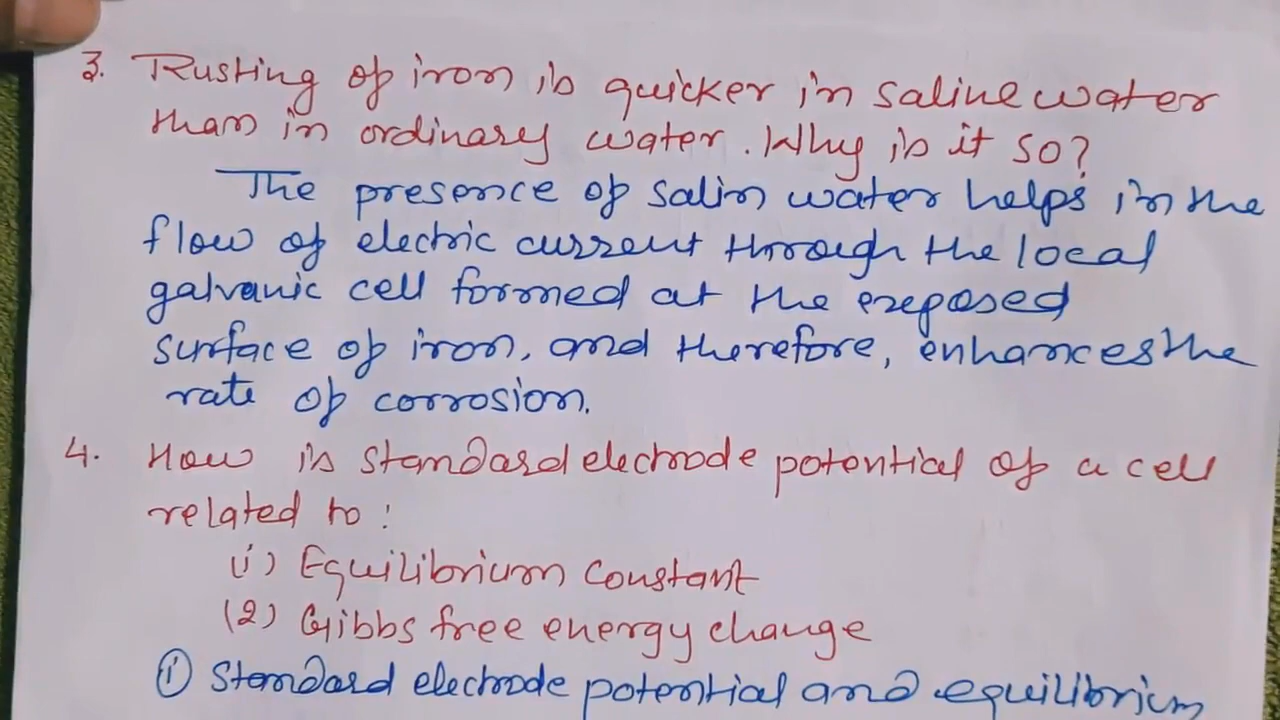 3. Rusting of iron is quicker in saline water
than in ordinary water. Why is it so?
The presence of salin water helps in the
flow of electric current through the local
galvanic cell formed at the exposed
surface of iron, and therefore, enhances the
rate of corrosion.
4. How is standard electrode potential of a cell
related to :
(i) Equilibrium Constant
(2) Gibbs free energy change
① Standard electrode potential and equilibrium